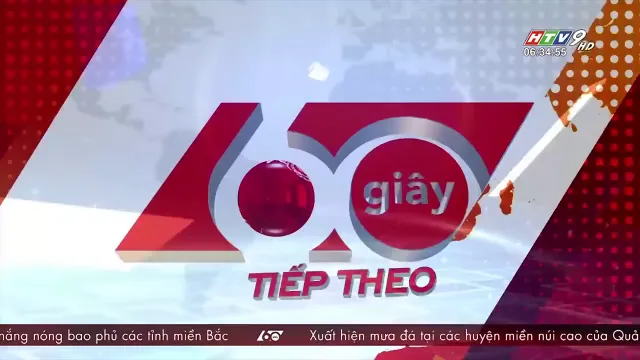 HTV9 HD
06:34:55
60 giây
TIẾP THEO
nắng nóng bao phủ các tỉnh miền Bắc 60 Xuất hiện mưa đá tại các huyện miền núi cao của